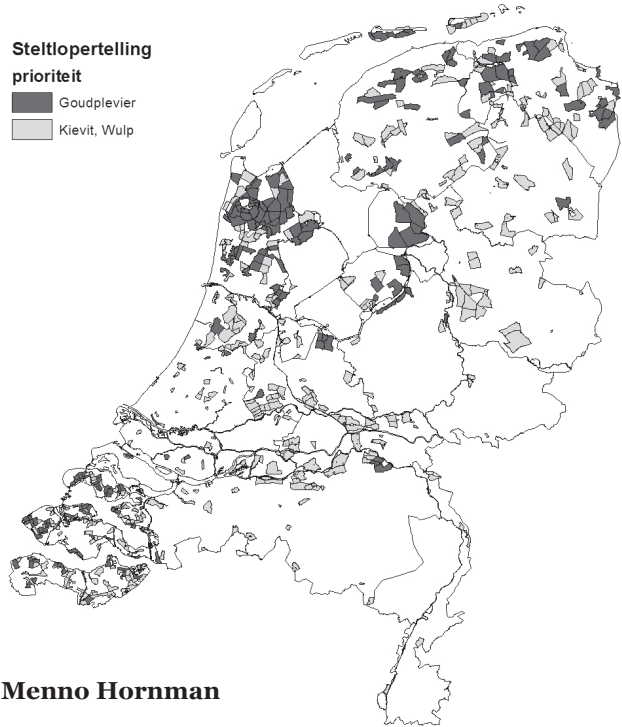 Steltlopertelling
prioriteit
Goudplevier
Kievit, Wulp
Menno Hornman